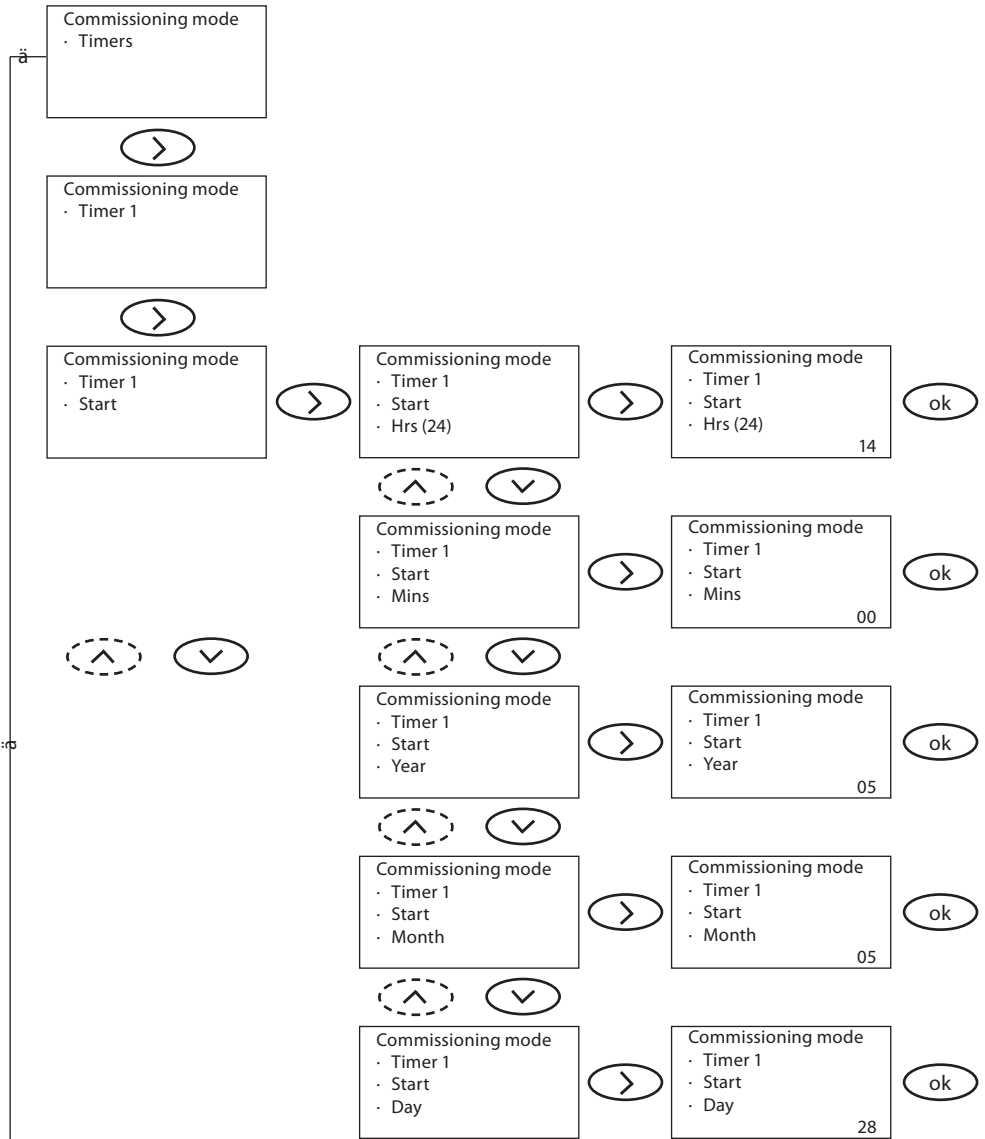 Commissioning mode
· Timers
ä
Commissioning mode
· Timer 1
Commissioning mode
· Timer 1
· Start
Commissioning mode
· Timer 1
· Start
· Hrs (24)
Commissioning mode
· Timer 1
· Start
· Hrs (24)
14
ok
Commissioning mode
· Timer 1
· Start
· Mins
Commissioning mode
· Timer 1
· Start
· Mins
00
ok
Commissioning mode
· Timer 1
· Start
· Year
Commissioning mode
· Timer 1
· Start
· Year
05
ok
ä
Commissioning mode
· Timer 1
· Start
· Month
Commissioning mode
· Timer 1
· Start
· Month
05
ok
Commissioning mode
· Timer 1
· Start
· Day
Commissioning mode
· Timer 1
· Start
· Day
28
ok